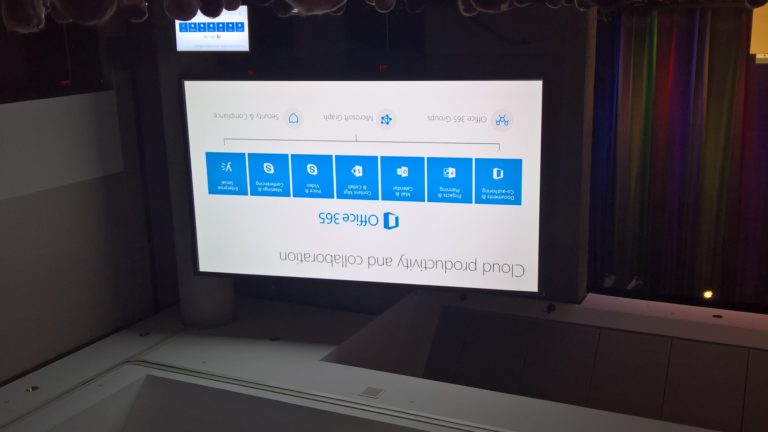 Cloud productivity and collaboration
Office 365
Documents &
Co-authoring
Projects &
Planning
Mail &
Calendar
Content Mgt
& Collab
Voice &
Video
Meetings &
Conferencing
Enterprise
Social
Office 365 Groups
Microsoft Graph
Security & Compliance